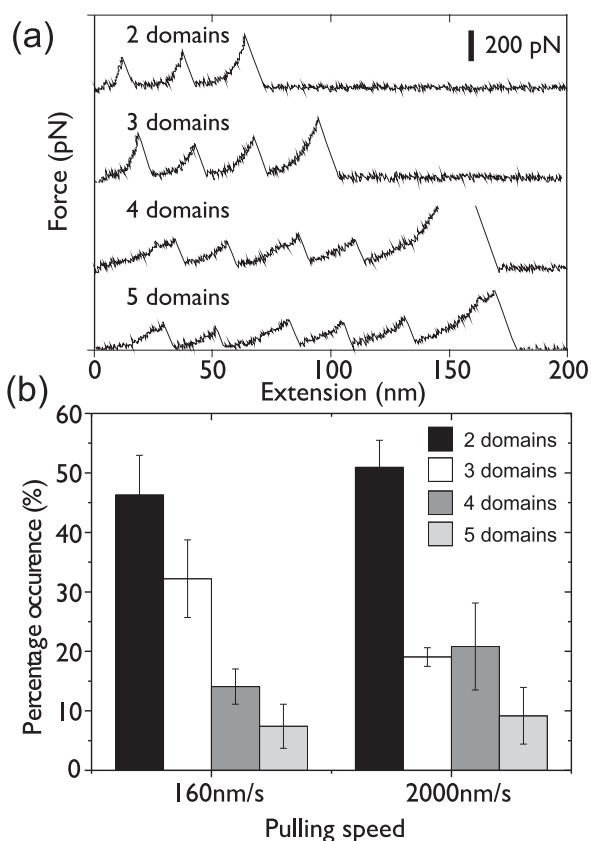 (a)
2 domains
200 pN
3 domains
4 domains
5 domains
Force (pN)
0 50 100 150 200
Extension (nm)
(b)
60
50
40
30
20
10
0
Percentage occurence (%)
2 domains
3 domains
4 domains
5 domains
160nm/s 2000nm/s
Pulling speed